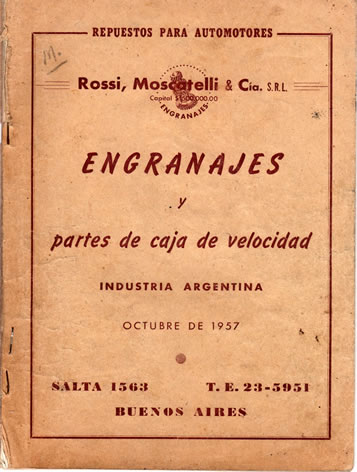 REPUESTOS PARA AUTOMOTORES
M.
Rossi, Moscatelli & Cía. S.R.L.
Capital $
ENGRANAJES
ENGRANAJES
y
partes de caja de velocidad
INDUSTRIA ARGENTINA
OCTUBRE DE 1957
SALTA 1563 T. E. 23-5951
BUENOS AIRES